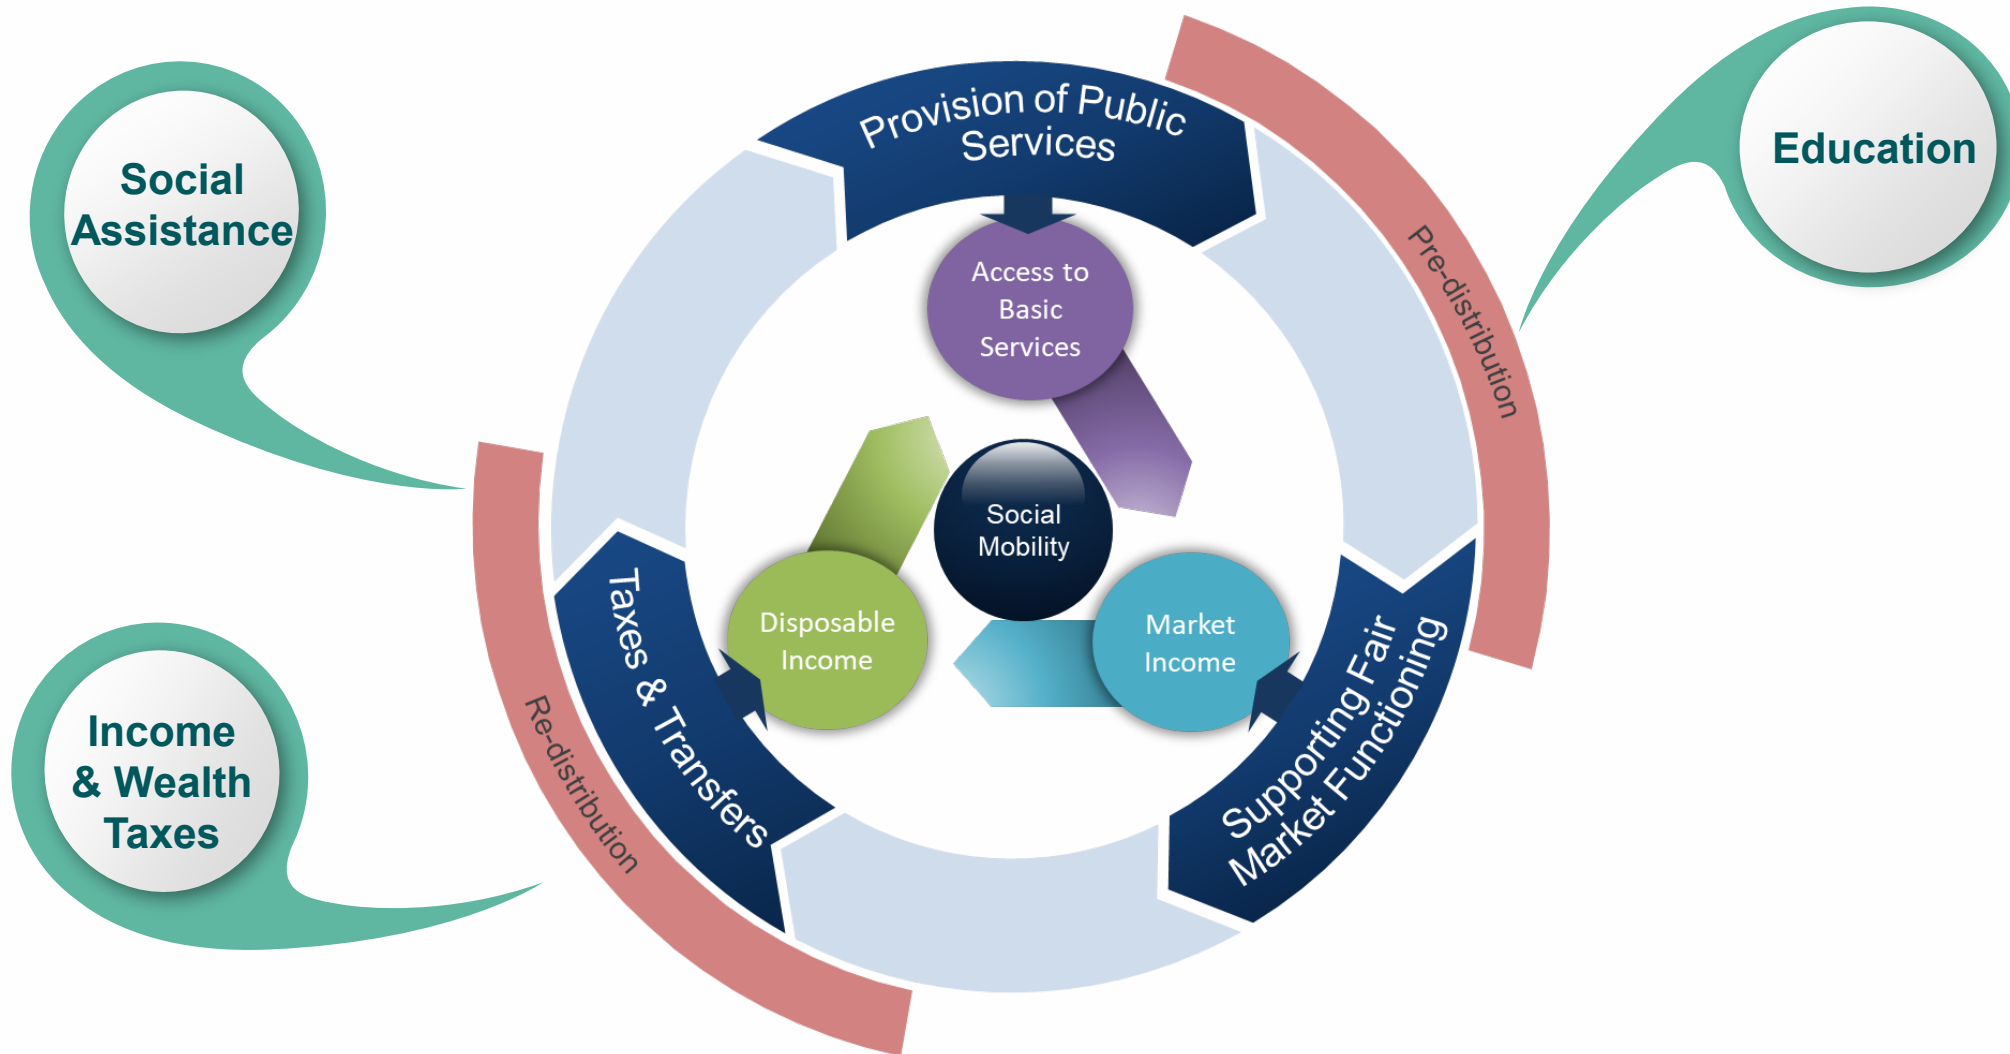 Social
Assistance
Provision of Public
Services
Education
Pre-distribution
Access to
Basic
Services
Social
Mobility
Disposable
Income
Market
Income
Taxes & Transfers
Supporting Fair
Market Functioning
Re-distribution
Income
& Wealth
Taxes